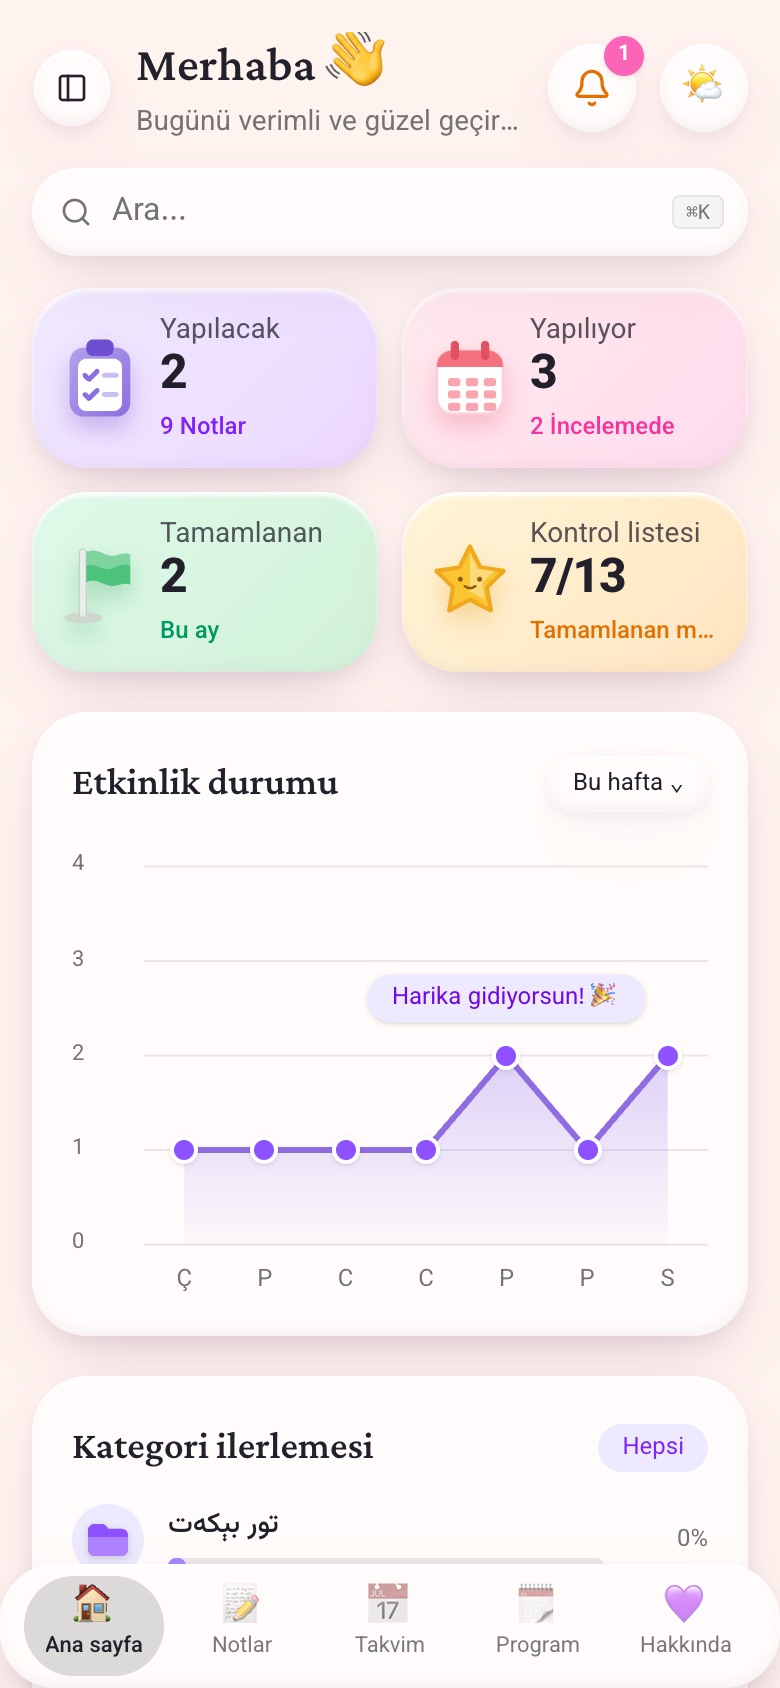 Merhaba 👋
1
Bugünü verimli ve güzel geçir...
Ara...
⌘K
Yapılacak
2
9 Notlar
Yapılıyor
3
2 İncelemede
Tamamlanan
2
Bu ay
Kontrol listesi
7/13
Tamamlanan m...
Etkinlik durumu
Bu hafta
4
3
Harika gidiyorsun! 🎉
2
1
0
Ç P C C P P S
Kategori ilerlemesi
Hepsi
تور بېكەت
0%
JUL
17
Ana sayfa
Notlar
Takvim
Program
Hakkında